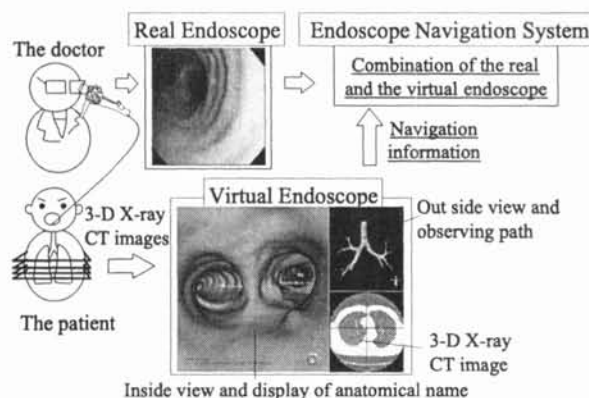 Real Endoscope
Endoscope Navigation System
The doctor
Combination of the real
and the virtual endoscope
Navigation
information
Virtual Endoscope
3-D X-ray
CT images
Out side view and
observing path
The patient
3-D X-ray
CT image
Inside view and display of anatomical name